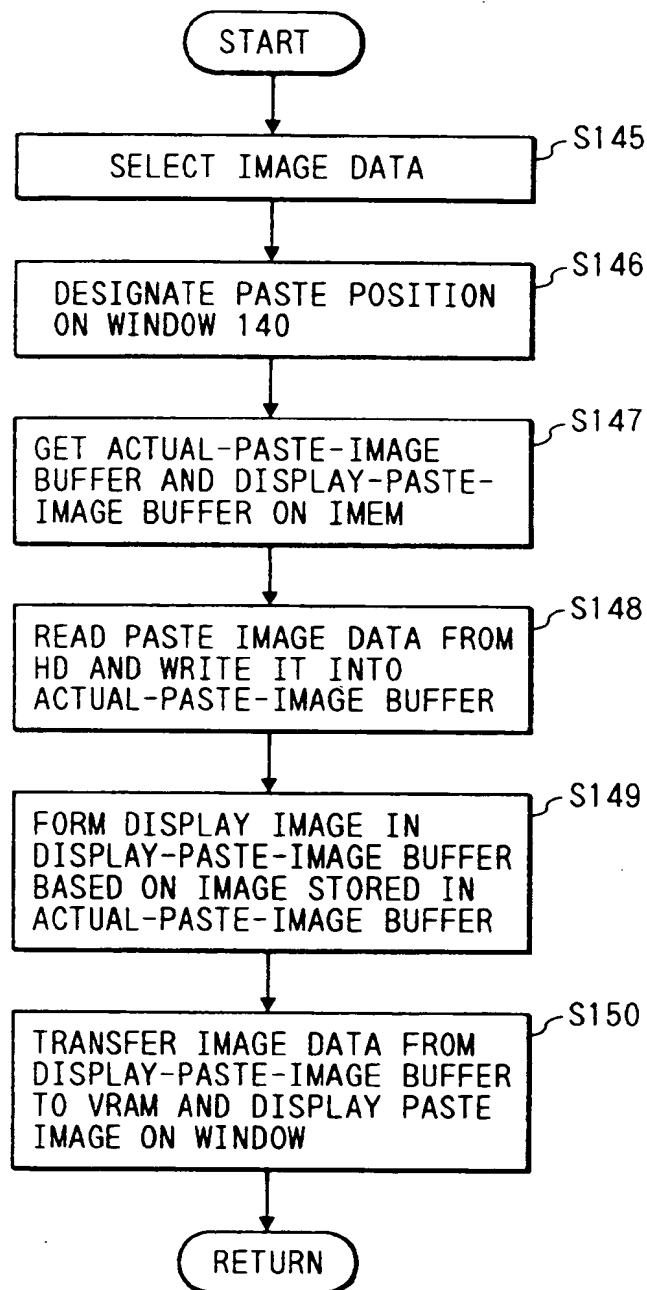 START
S145
SELECT IMAGE DATA
S146
DESIGNATE PASTE POSITION
ON WINDOW 140
S147
GET ACTUAL-PASTE-IMAGE
BUFFER AND DISPLAY-PASTE-
IMAGE BUFFER ON IMEM
S148
READ PASTE IMAGE DATA FROM
HD AND WRITE IT INTO
ACTUAL-PASTE-IMAGE BUFFER
S149
FORM DISPLAY IMAGE IN
DISPLAY-PASTE-IMAGE BUFFER
BASED ON IMAGE STORED IN
ACTUAL-PASTE-IMAGE BUFFER
S150
TRANSFER IMAGE DATA FROM
DISPLAY-PASTE-IMAGE BUFFER
TO VRAM AND DISPLAY PASTE
IMAGE ON WINDOW
RETURN